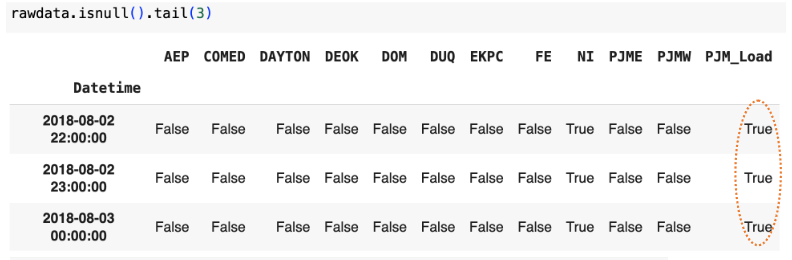 rawdata.isnull().tail(3)
AEP COMED DAYTON DEOK DOM DUQ EKPC FE NI PJME PJMW PJM_Load
Datetime
2018-08-02
22:00:00 False False False False False False False False True False False True
2018-08-02
23:00:00 False False False False False False False False True False False True
2018-08-03
00:00:00 False False False False False False False False True False False True